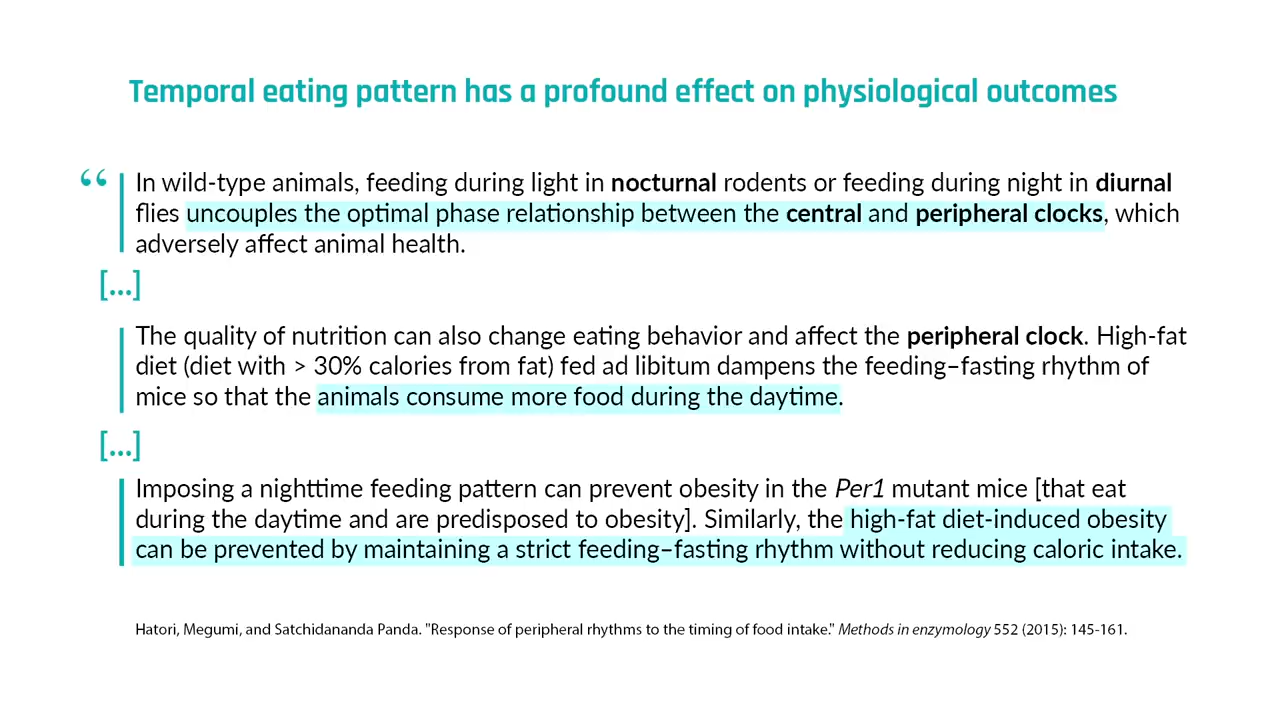 Temporal eating pattern has a profound effect on physiological outcomes
“
In wild-type animals, feeding during light in nocturnal rodents or feeding during night in diurnal
flies uncouples the optimal phase relationship between the central and peripheral clocks, which
adversely affect animal health.
[...]
The quality of nutrition can also change eating behavior and affect the peripheral clock. High-fat
diet (diet with > 30% calories from fat) fed ad libitum dampens the feeding–fasting rhythm of
mice so that the animals consume more food during the daytime.
[...]
Imposing a nighttime feeding pattern can prevent obesity in the Per1 mutant mice [that eat
during the daytime and are predisposed to obesity]. Similarly, the high-fat diet-induced obesity
can be prevented by maintaining a strict feeding–fasting rhythm without reducing caloric intake.
Hatori, Megumi, and Satchidananda Panda. "Response of peripheral rhythms to the timing of food intake." Methods in enzymology 552 (2015): 145-161.